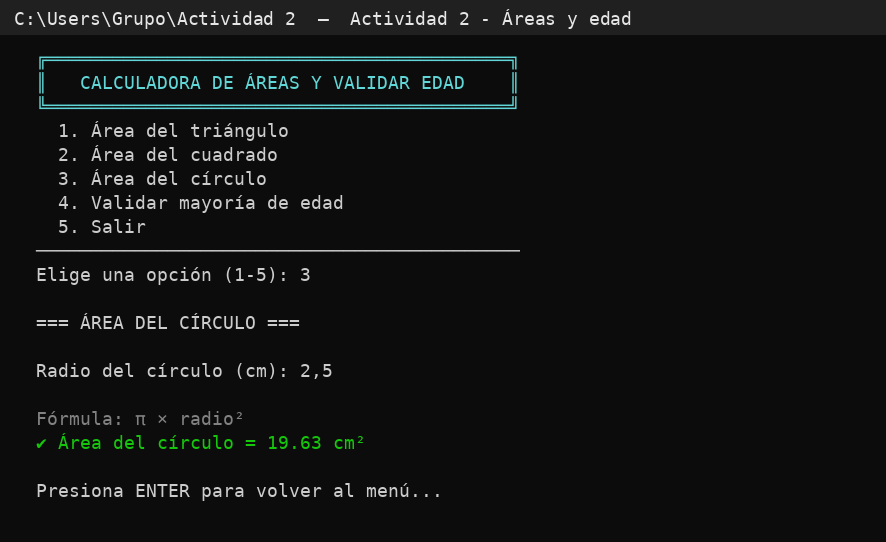 C:\Users\Grupo\Actividad 2  —  Actividad 2 - Áreas y edad
CALCULADORA DE ÁREAS Y VALIDAR EDAD
1. Área del triángulo
2. Área del cuadrado
3. Área del círculo
4. Validar mayoría de edad
5. Salir
Elige una opción (1-5): 3
=== ÁREA DEL CÍRCULO ===
Radio del círculo (cm): 2,5
Fórmula: π × radio²
✔ Área del círculo = 19.63 cm²
Presiona ENTER para volver al menú...